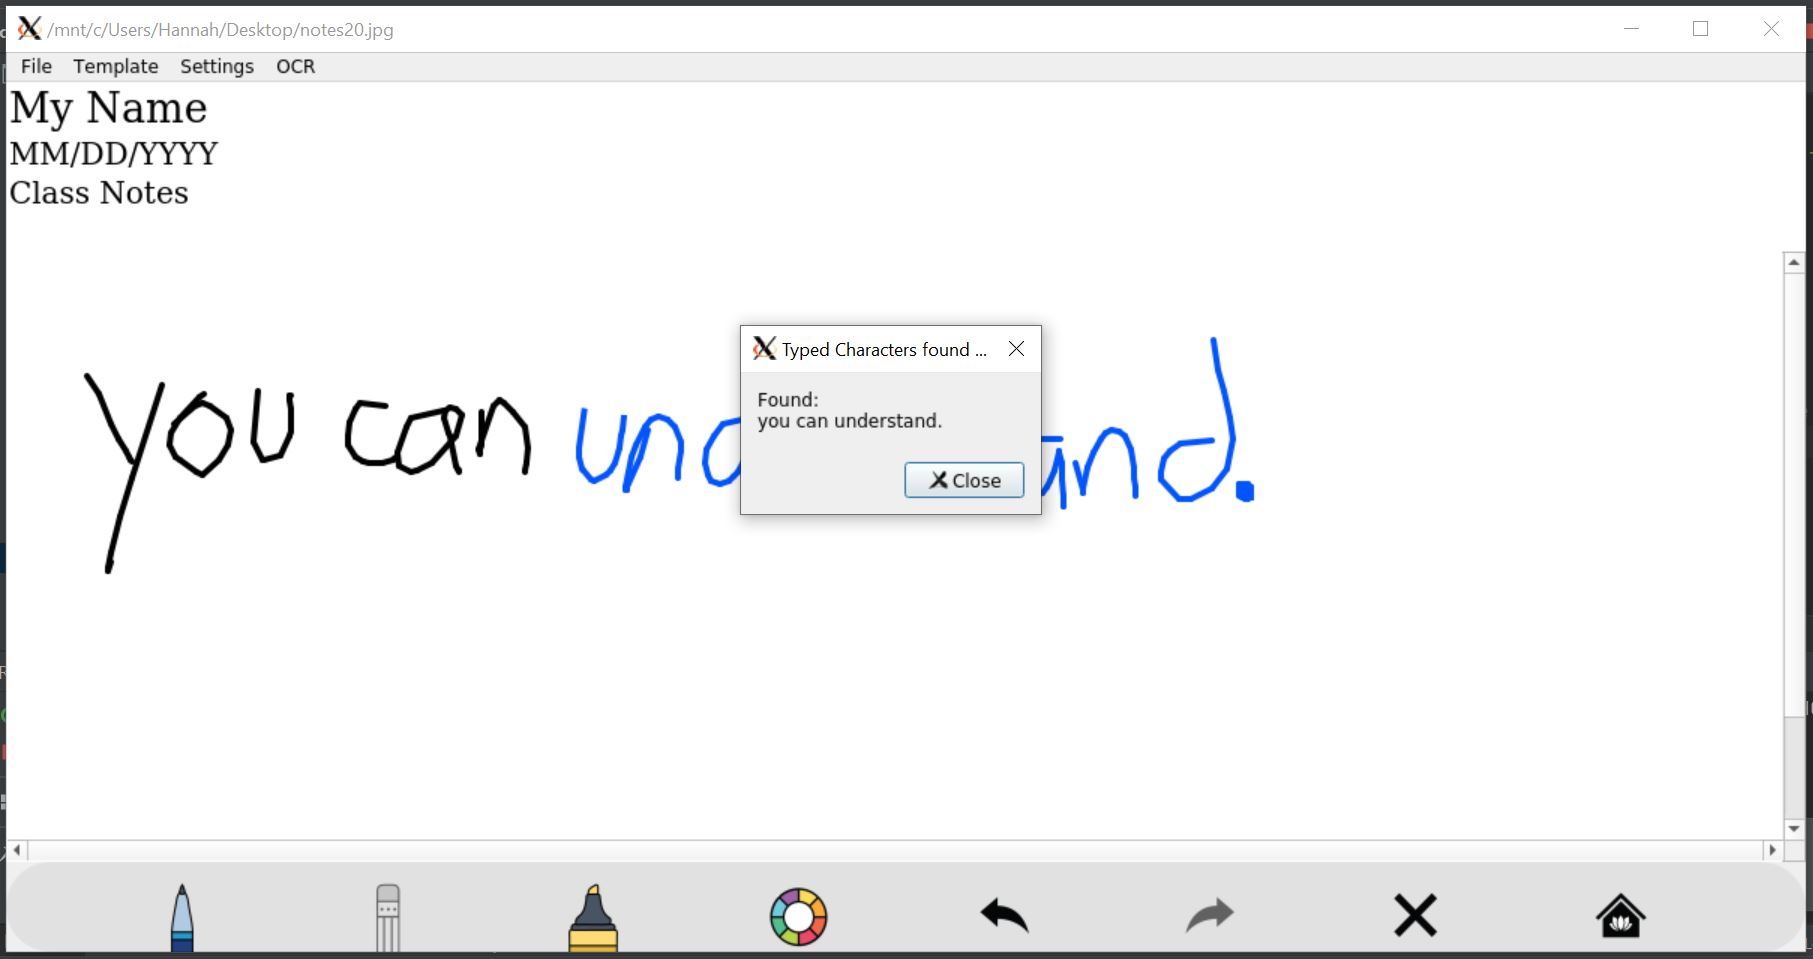 /mnt/c/Users/Hannah/Desktop/notes20.jpg
File Template Settings OCR
My Name
MM/DD/YYYY
Class Notes
you can und and.
Typed Characters found ...
Found:
you can understand.
Close